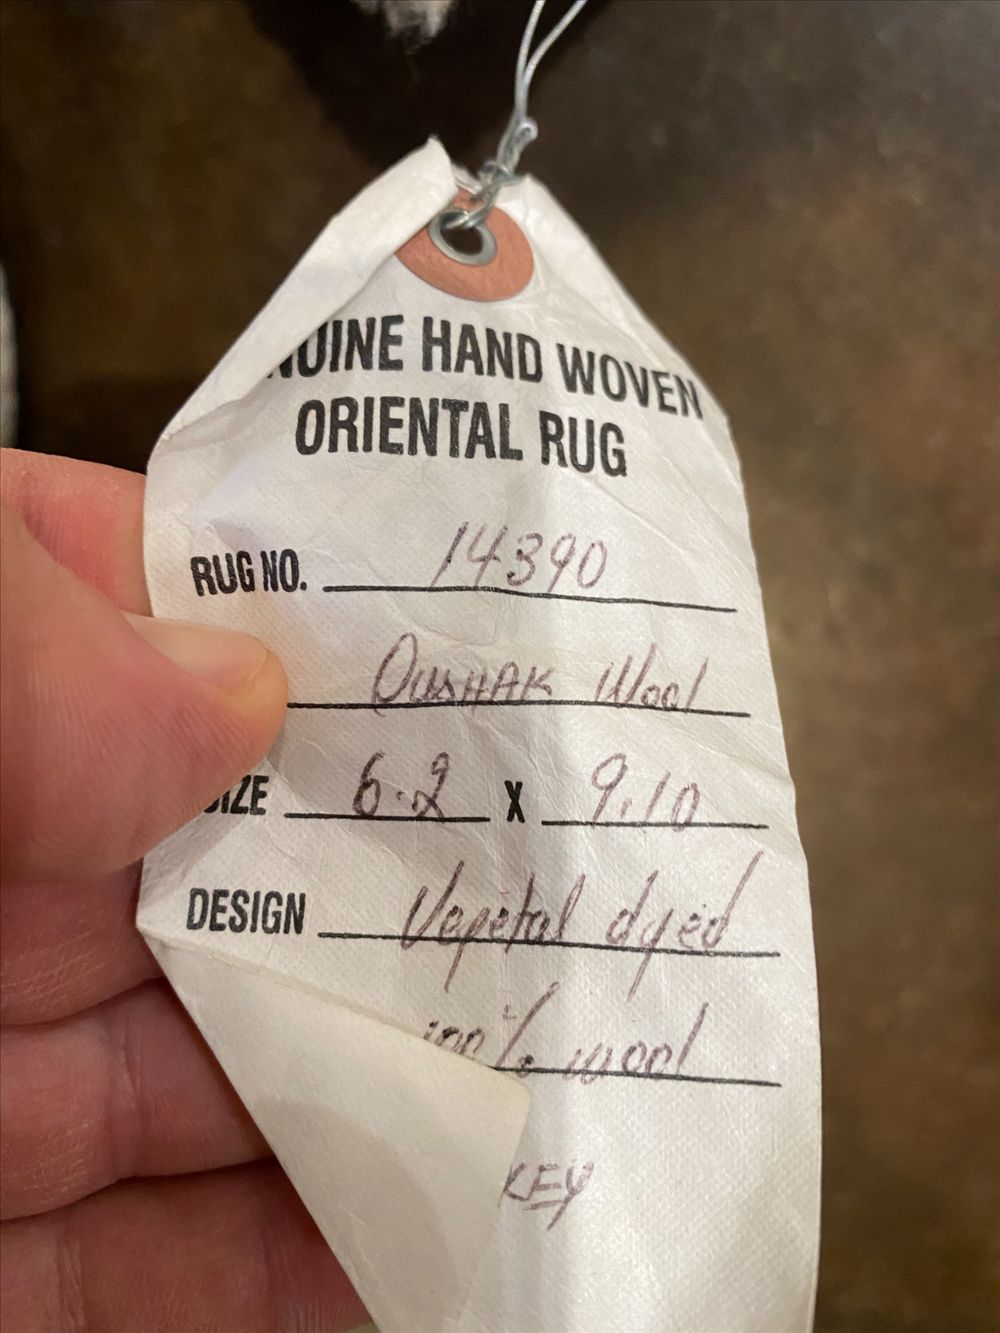 NUINE HAND WOVEN
ORIENTAL RUG
RUG NO. 14390
Oushak Wool
SIZE 6.2 X 9.10
DESIGN Vegetal dyed
100% wool
KEY